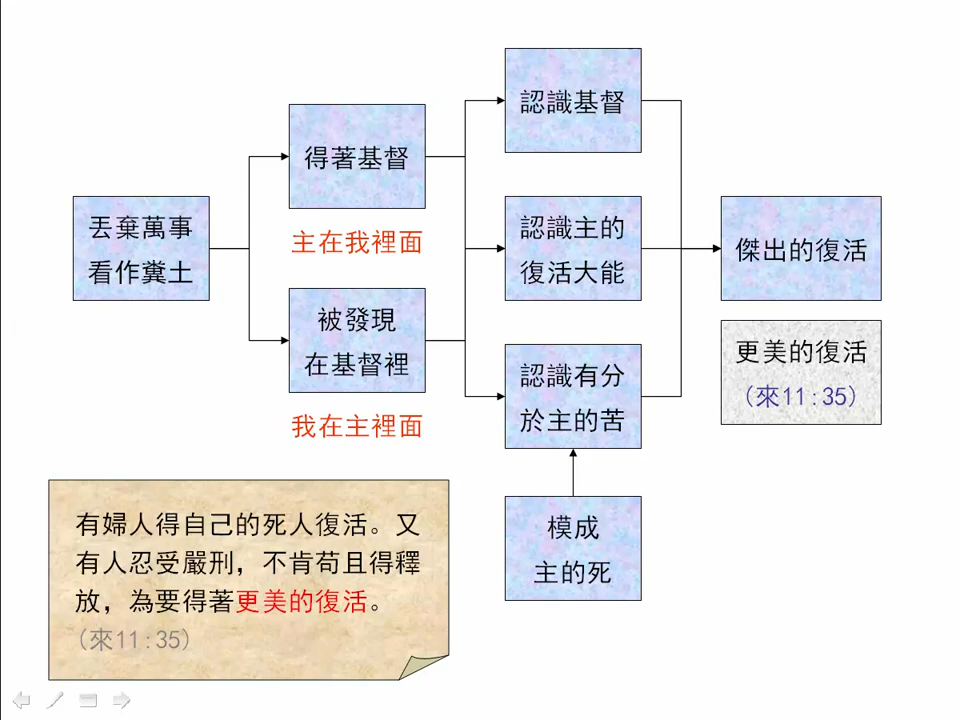 丟棄萬事
看作糞土
得著基督
主在我裡面
被發現
在基督裡
我在主裡面
認識基督
認識主的
復活大能
認識有分
於主的苦
模成
主的死
傑出的復活
更美的復活
(來11:35)
有婦人得自己的死人復活。又
有人忍受嚴刑，不肯苟且得釋
放，為要得著更美的復活。
(來11:35)